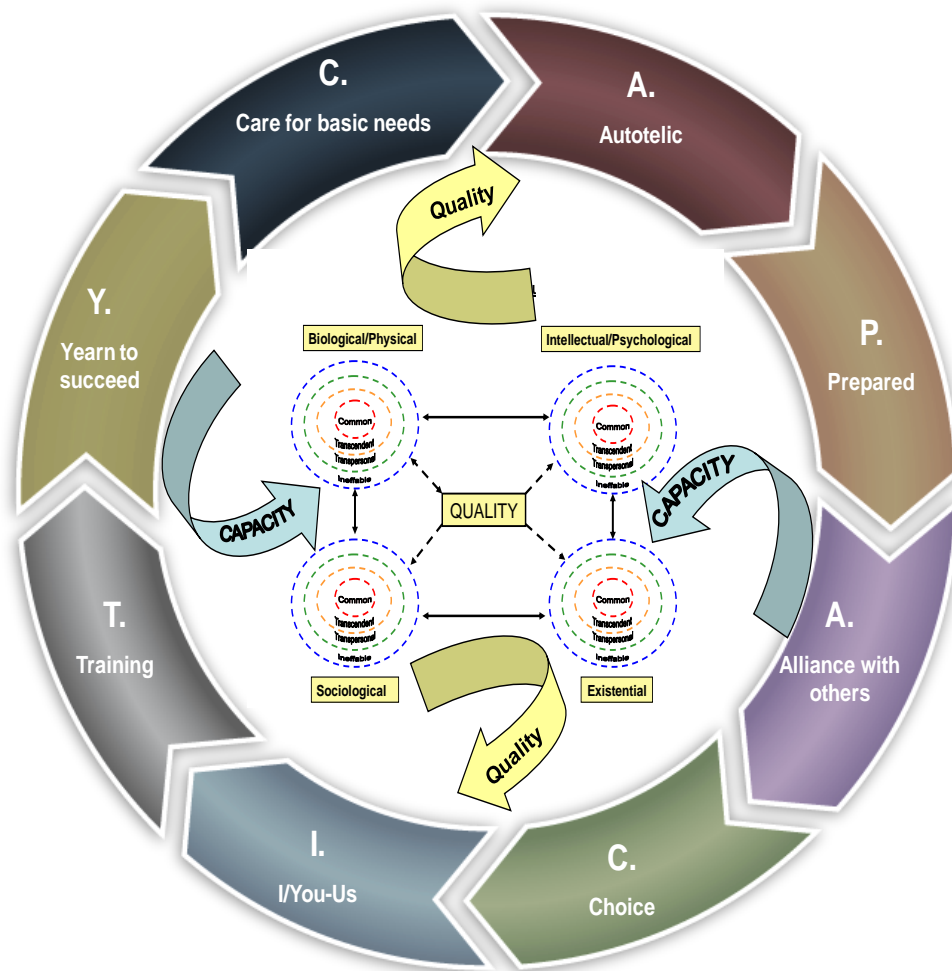 C.
Care for basic needs
A.
Autotelic
P.
Prepared
A.
Alliance with
others
C.
Choice
I.
I/You-Us
T.
Training
Y.
Yearn to
succeed
Quality
Biological/Physical
Intellectual/Psychological
Common
Transcendent
Transpersonal
Ineffable
Common
Transcendent
Transpersonal
Ineffable
CAPACITY
QUALITY
CAPACITY
Common
Transcendent
Transpersonal
Ineffable
Common
Transcendent
Transpersonal
Ineffable
Sociological
Existential
Quality